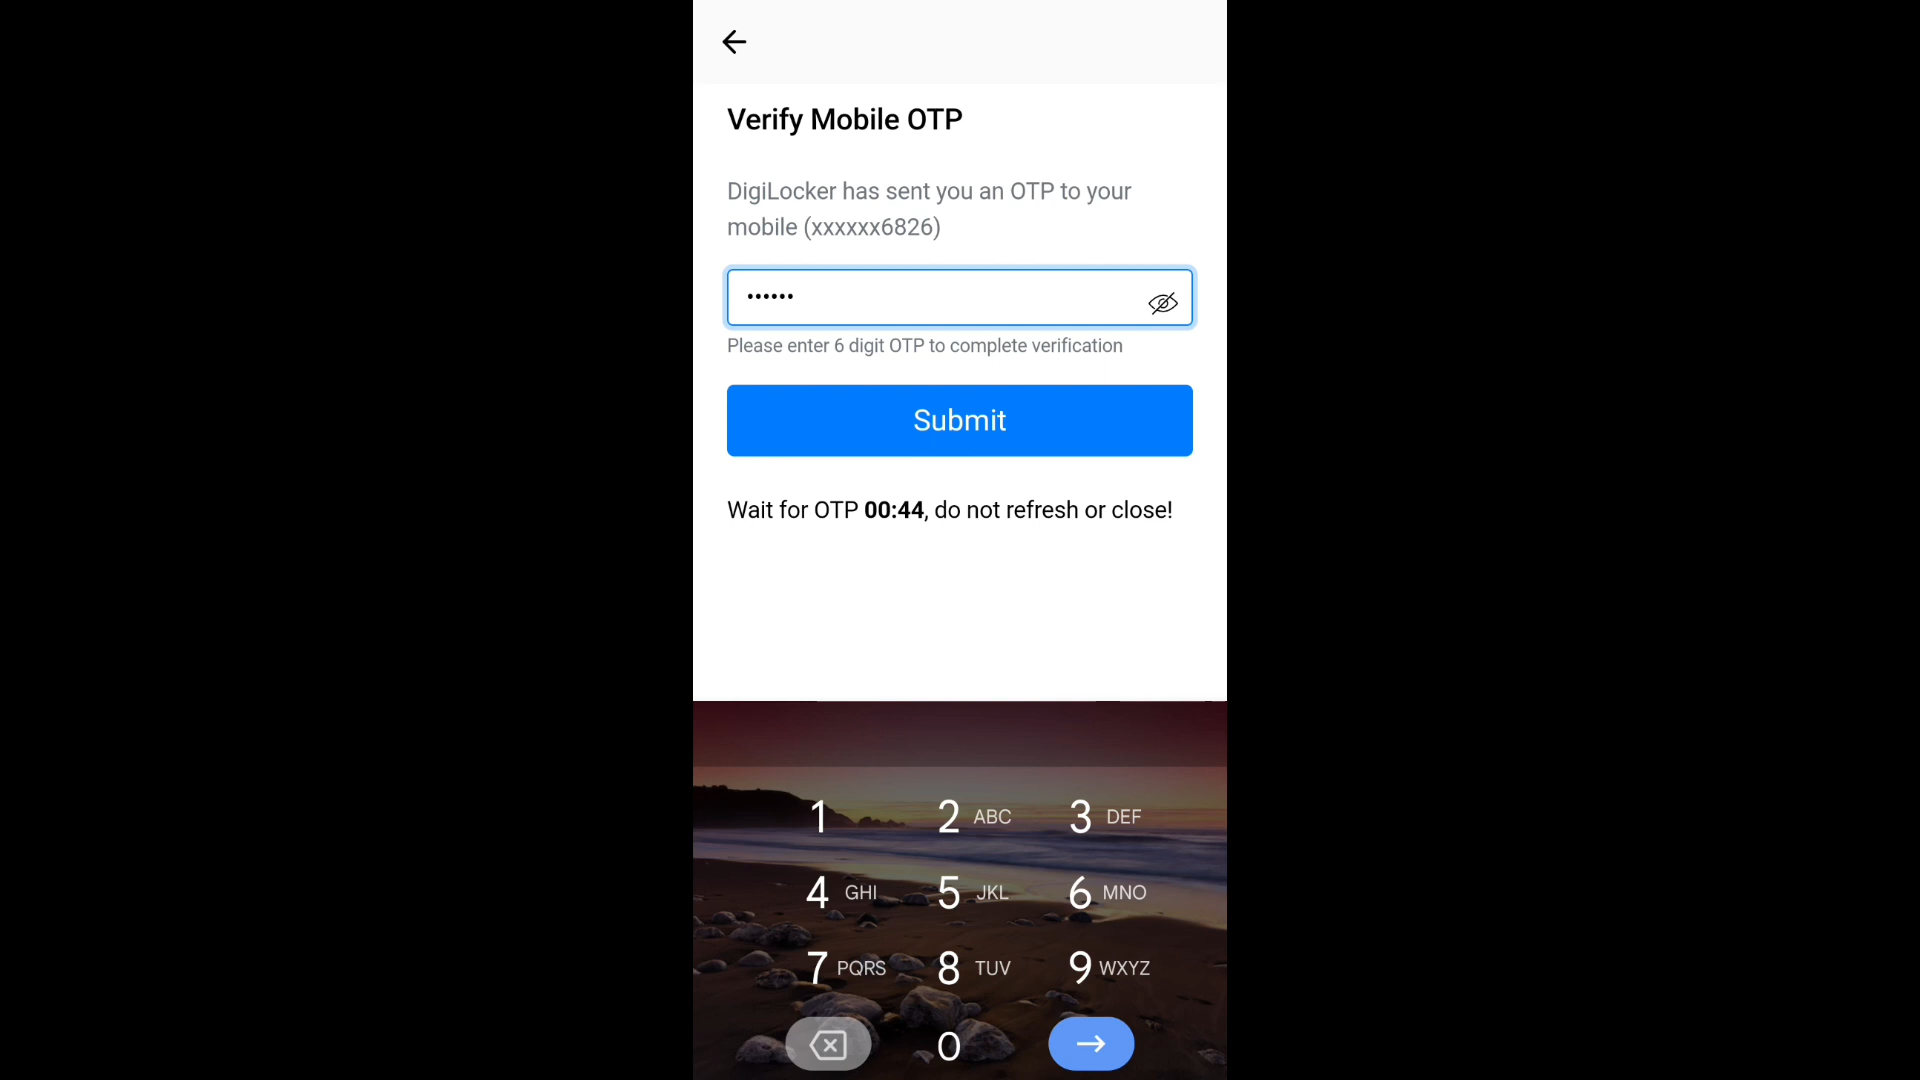 Verify Mobile OTP
DigiLocker has sent you an OTP to your
mobile (xxxxxx6826)
••••••
Please enter 6 digit OTP to complete verification
Submit
Wait for OTP 00:44, do not refresh or close!
1 2 ABC 3 DEF
4 GHI 5 JKL 6 MNO
7 PQRS 8 TUV 9 WXYZ
0